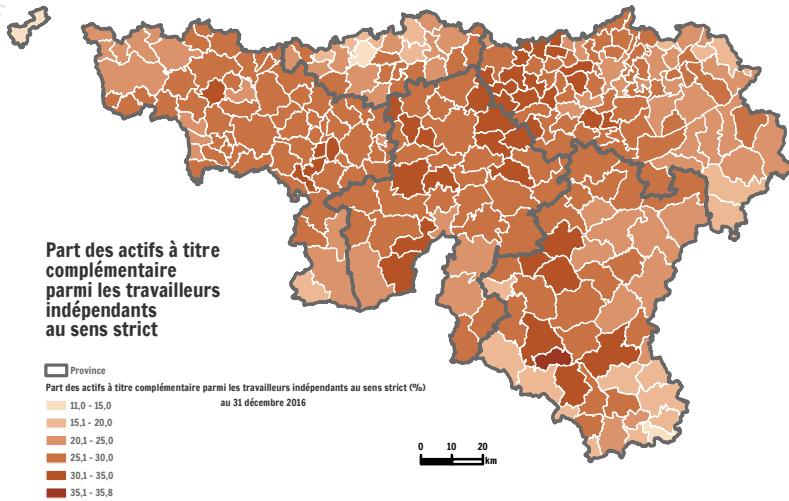 Part des actifs à titre
complémentaire
parmi les travailleurs
indépendants
au sens strict
Province
Part des actifs à titre complémentaire parmi les travailleurs indépendants au sens strict (%)
au 31 décembre 2016
11,0 - 15,0
15,1 - 20,0
20,1 - 25,0
25,1 - 30,0
30,1 - 35,0
35,1 - 35,8
0 10 20
km